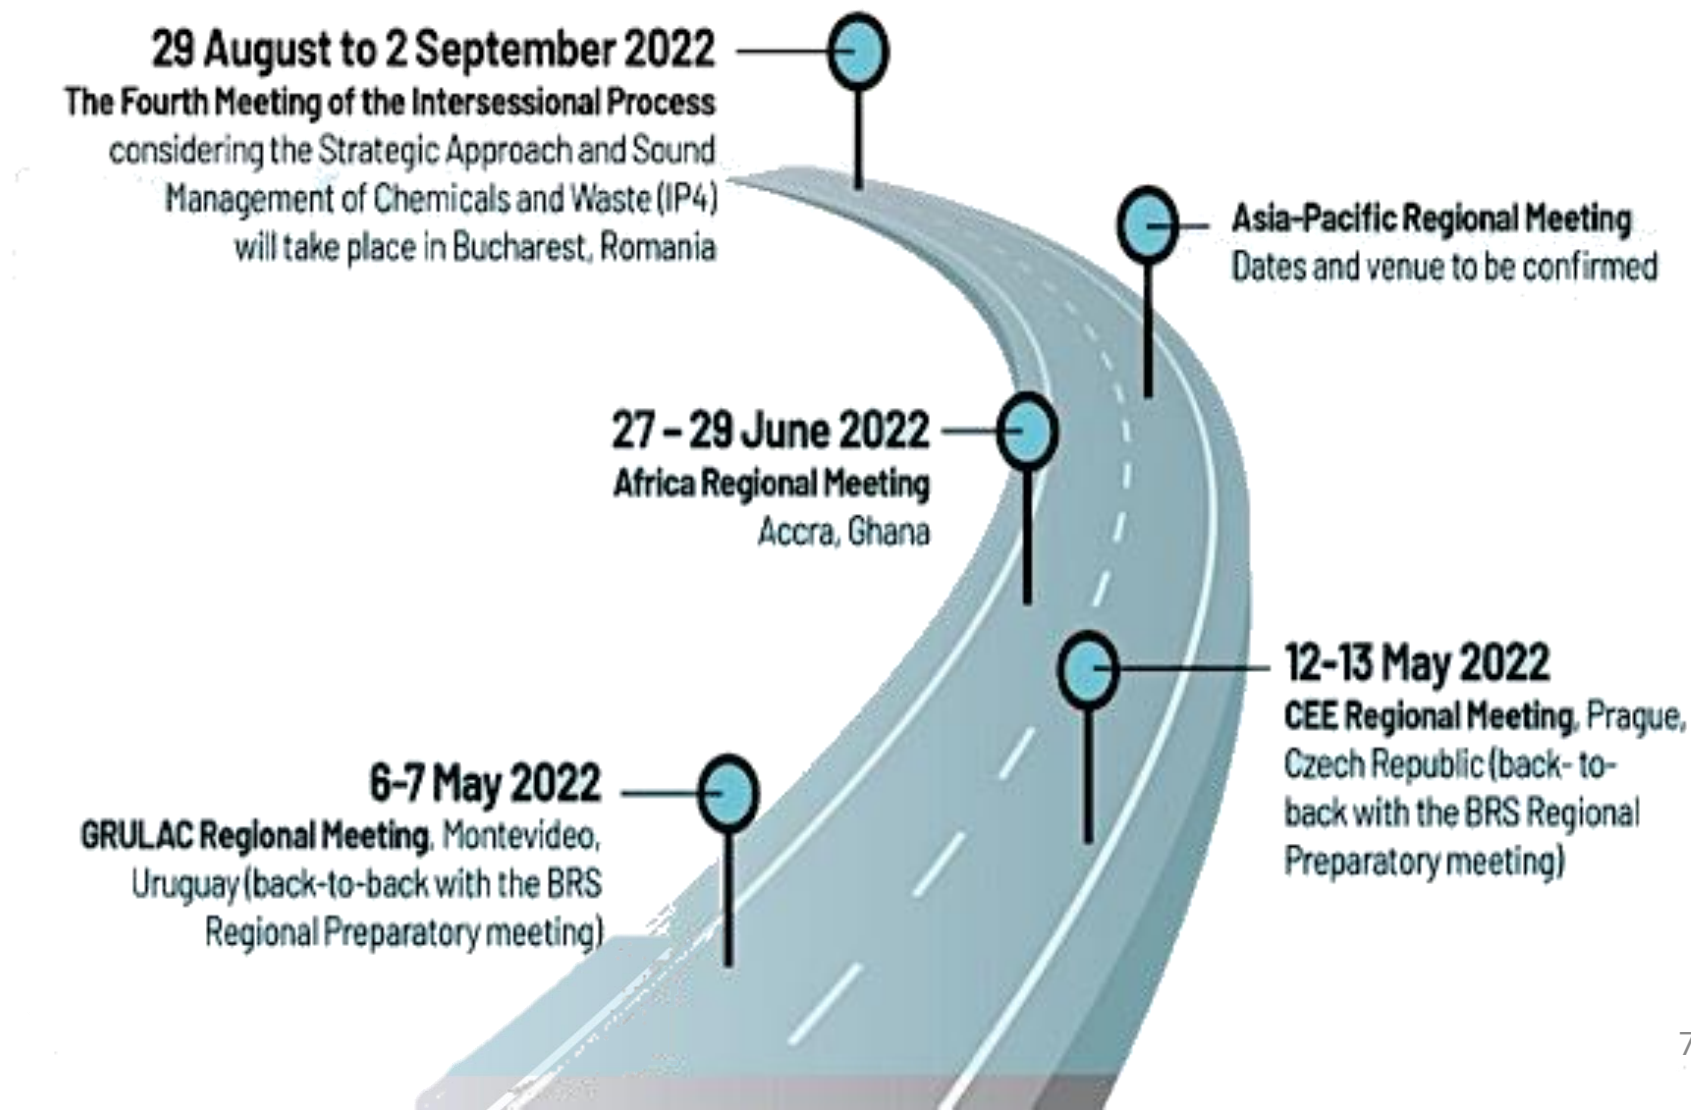 29 August to 2 September 2022
The Fourth Meeting of the Intersessional Process
considering the Strategic Approach and Sound
Management of Chemicals and Waste (IP4)
will take place in Bucharest, Romania
Asia-Pacific Regional Meeting
Dates and venue to be confirmed
27 – 29 June 2022
Africa Regional Meeting
Accra, Ghana
12-13 May 2022
CEE Regional Meeting, Prague,
Czech Republic (back- to-
back with the BRS Regional
Preparatory meeting)
6-7 May 2022
GRULAC Regional Meeting, Montevideo,
Uruguay (back-to-back with the BRS
Regional Preparatory meeting)
7